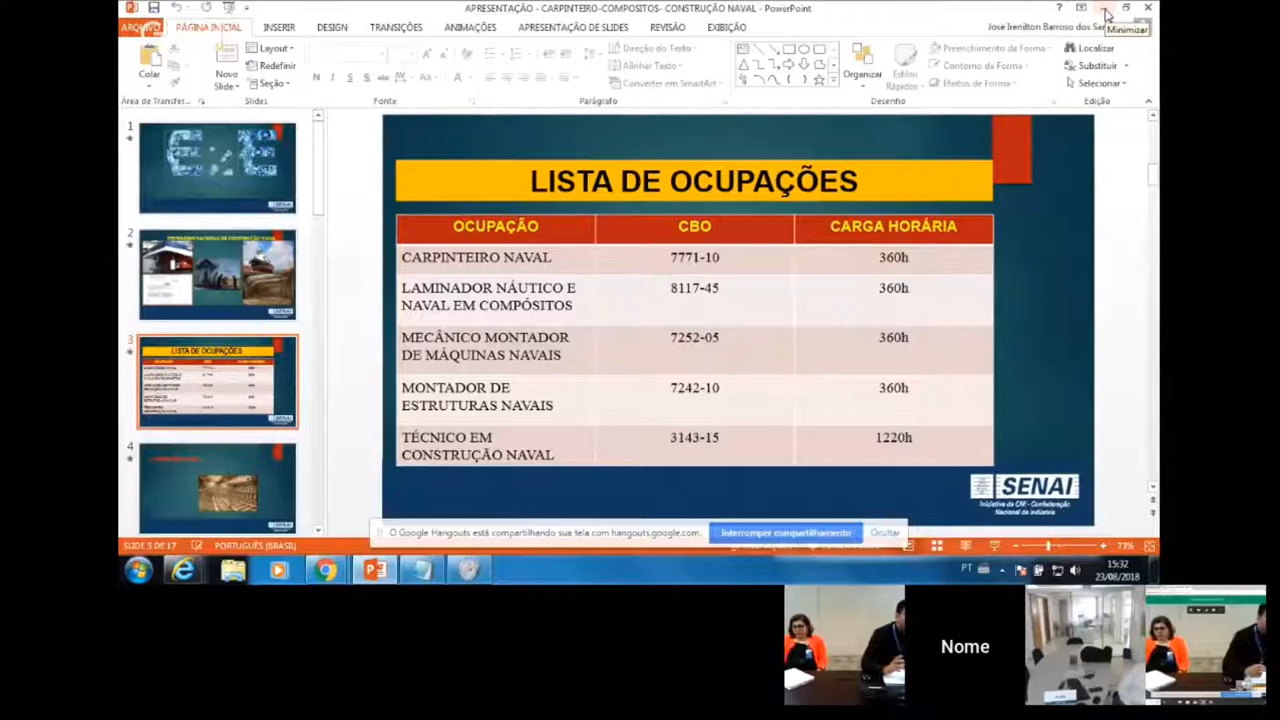 APRESENTAÇÃO - CARPINTEIRO-COMPOSITOS- CONSTRUÇÃO NAVAL - PowerPoint
ARQUIVO PÁGINA INICIAL INSERIR DESIGN TRANSIÇÕES ANIMAÇÕES APRESENTAÇÃO DE SLIDES REVISÃO EXIBIÇÃO
Jose Irenilton Barroso dos
Minimizar
Colar
Novo
Slide
Layout
Redefinir
Seção
Direção do Texto
Alinhar Texto
Converter em SmartArt
Organizar
Estilos
Rápidos
Preenchimento da Forma
Contorno da Forma
Efeitos de Forma
Localizar
Substituir
Selecionar
Área de Transfer... Slides Fonte Parágrafo Desenho Edição
1
2
3
LISTA DE OCUPAÇÕES
4
LISTA DE OCUPAÇÕES
OCUPAÇÃO CBO CARGA HORÁRIA
CARPINTEIRO NAVAL 7771-10 360h
LAMINADOR NÁUTICO E 8117-45 360h
NAVAL EM COMPÓSITOS
MECÂNICO MONTADOR 7252-05 360h
DE MÁQUINAS NAVAIS
MONTADOR DE 7242-10 360h
ESTRUTURAS NAVAIS
TÉCNICO EM 3143-15 1220h
CONSTRUÇÃO NAVAL
SENAI
Iniciativa da CNI - Confederação
Nacional da Indústria
O Google Hangouts está compartilhando sua tela com hangouts.google.com. Interromper compartilhamento Ocultar
SLIDE 3 DE 17 PORTUGUÊS (BRASIL) 73%
PT
15:32
23/08/2018
Nome